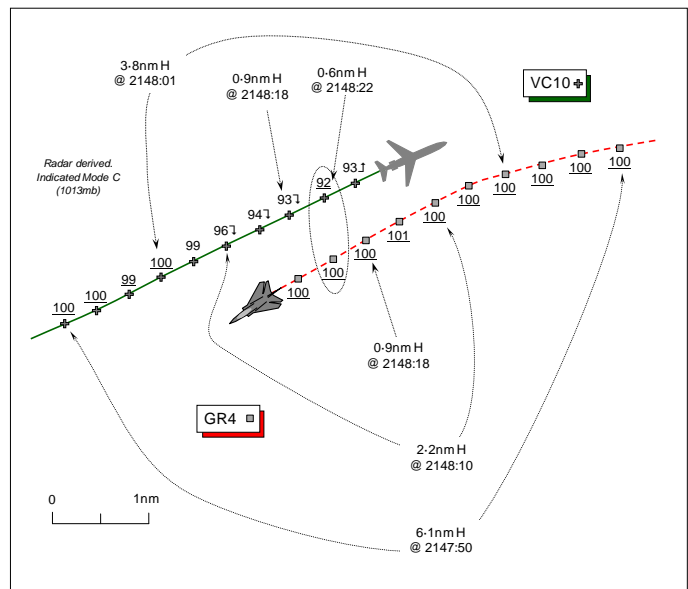 3·8nm H
@ 2148:01
0·9nm H
@ 2148:18
0·6nm H
@ 2148:22
VC10
Radar derived.
Indicated Mode C
(1013mb)
100
100
99
100
99
96↴
94↴
93↴
92
93↴
100
100
100
101
100
100
100
100
100
100
0·9nm H
@ 2148:18
GR4
2·2nm H
@ 2148:10
0
1nm
6·1nm H
@ 2147:50